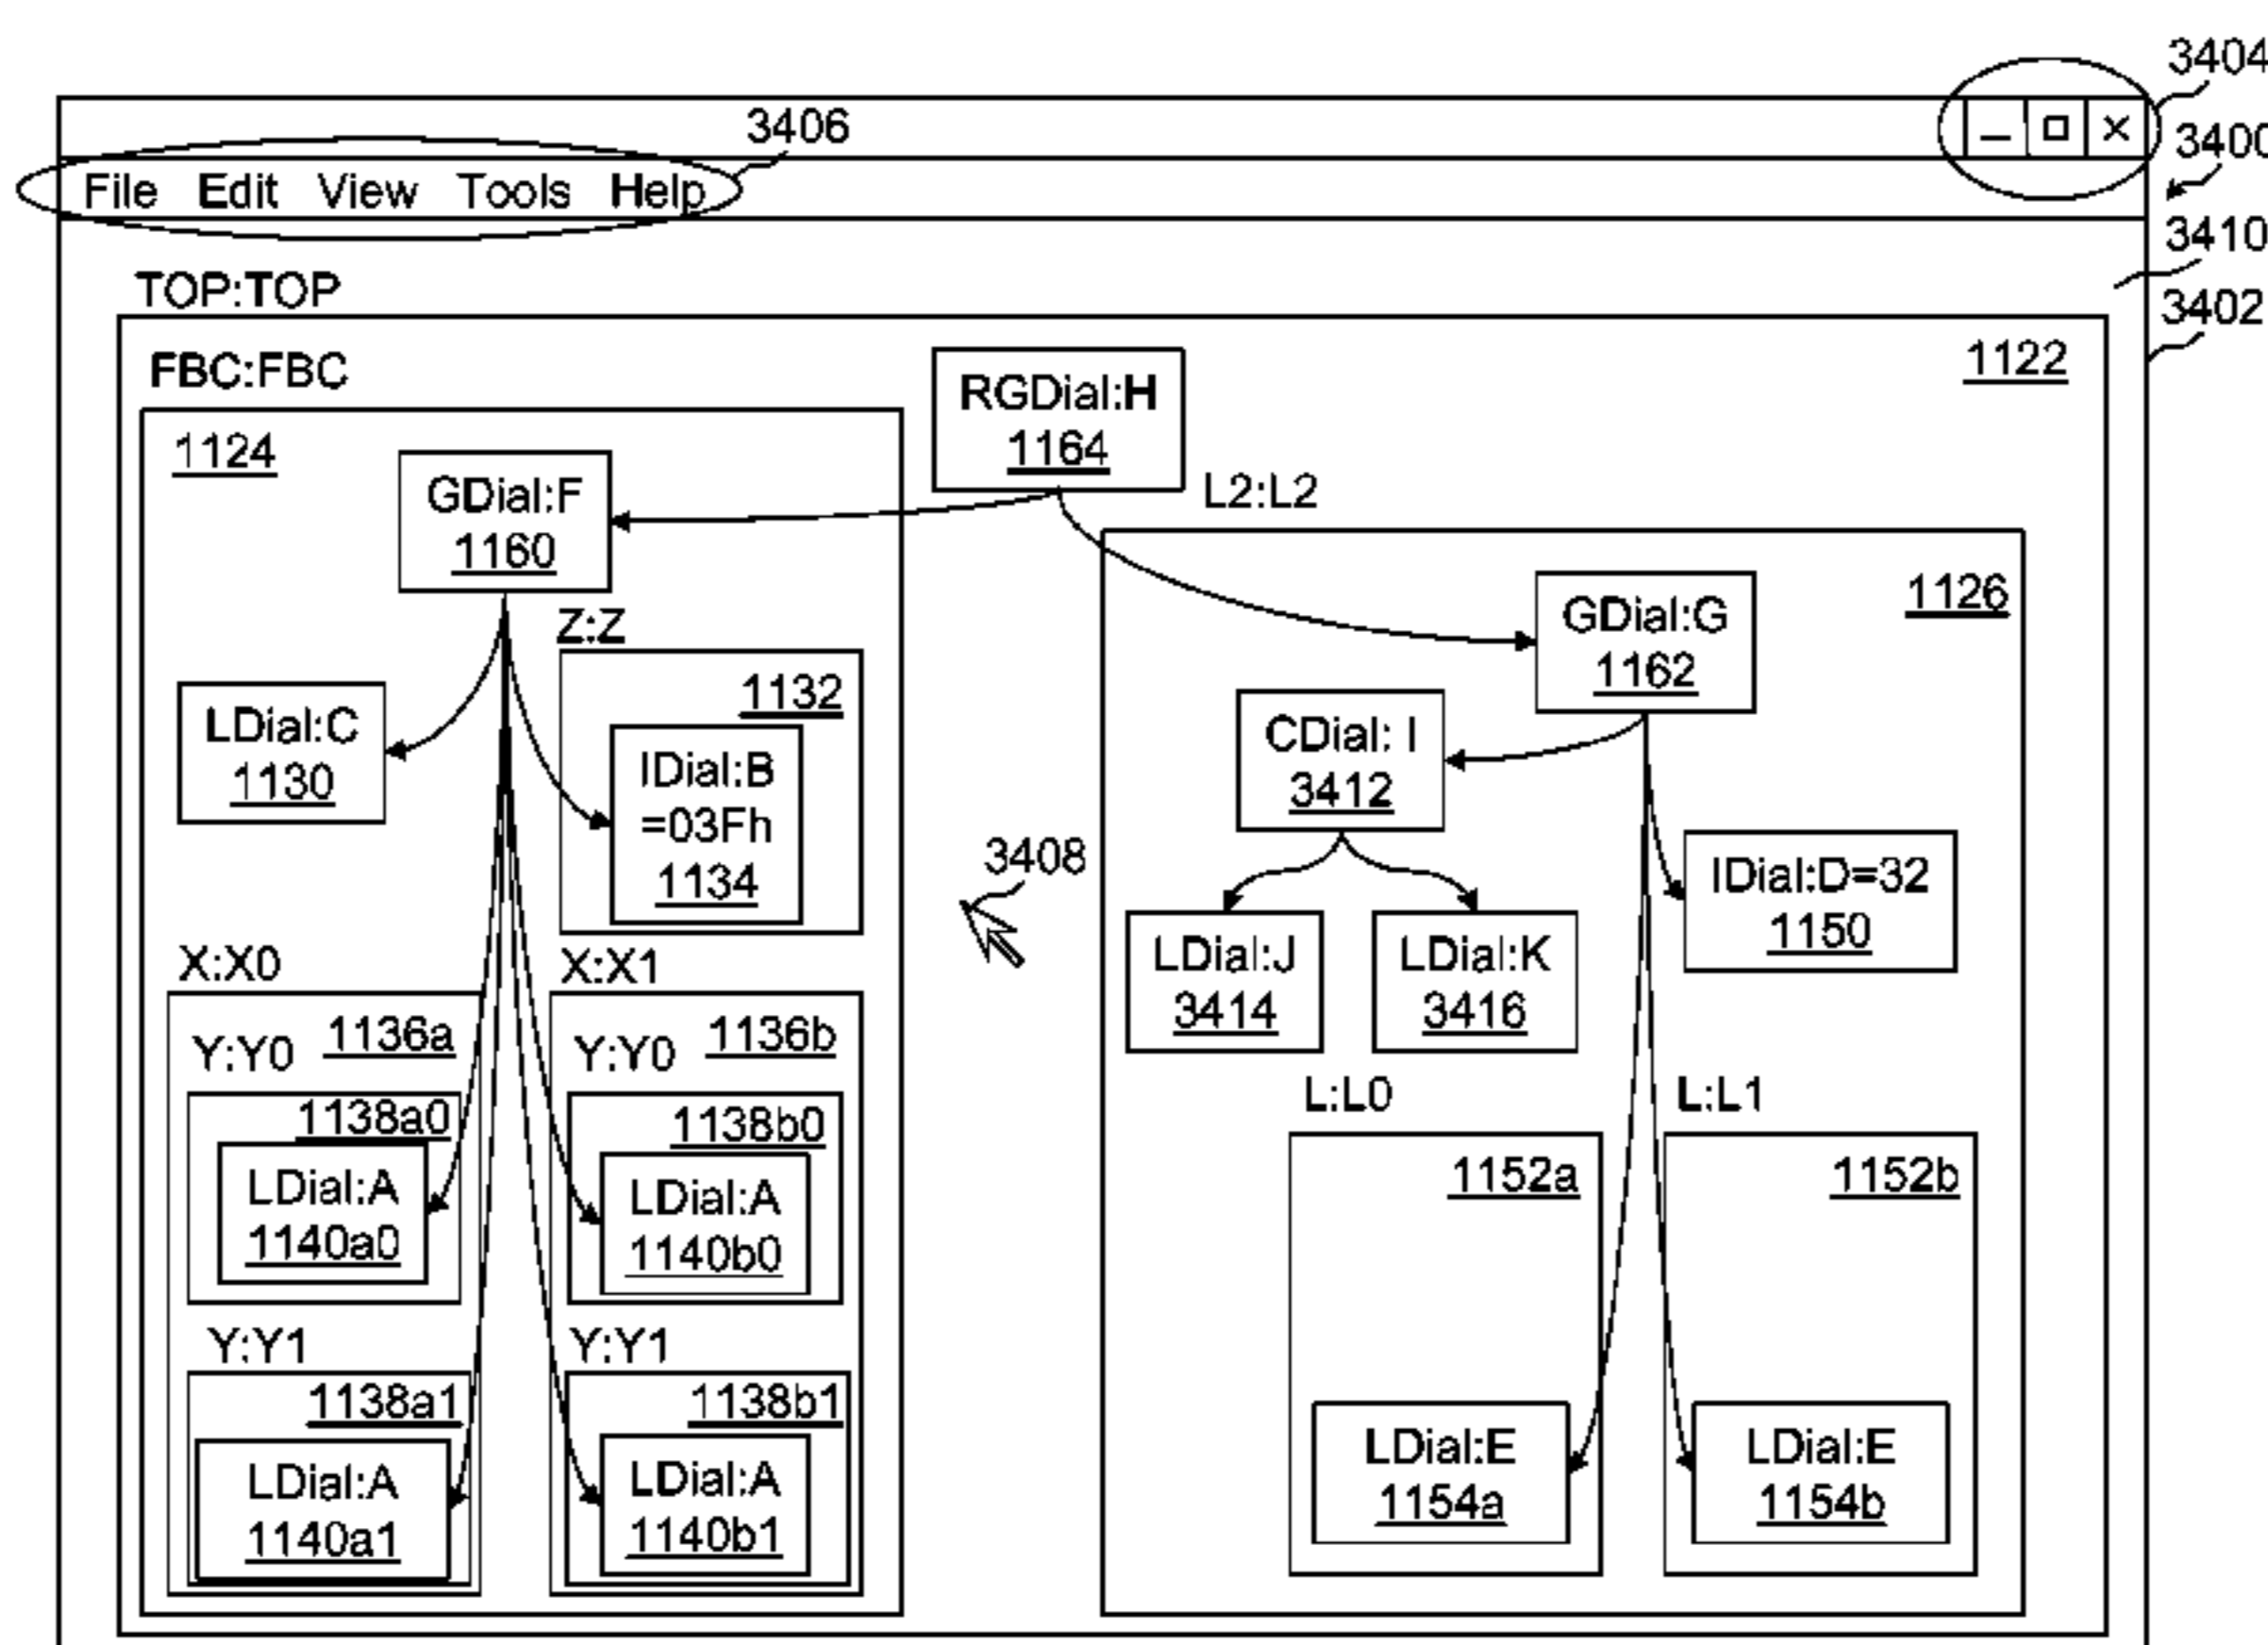 3404
3406
3400
File Edit View Tools Help
3410
TOP:TOP
3402
FBC:FBC
1122
RGDial:H
1164
1124
L2:L2
GDial:F
1160
1126
GDial:G
1162
Z:Z
1132
LDial:C
1130
CDial: I
3412
IDial:B
=03Fh
1134
3408
IDial:D=32
1150
LDial:J
3414
LDial:K
3416
X:X0
X:X1
1136a
1136b
Y:Y0
Y:Y0
L:L0
L:L1
1138a0
1138b0
1152a
1152b
LDial:A
1140a0
LDial:A
1140b0
Y:Y1
Y:Y1
1138a1
1138b1
LDial:A
1140a1
LDial:A
1140b1
LDial:E
1154a
LDial:E
1154b